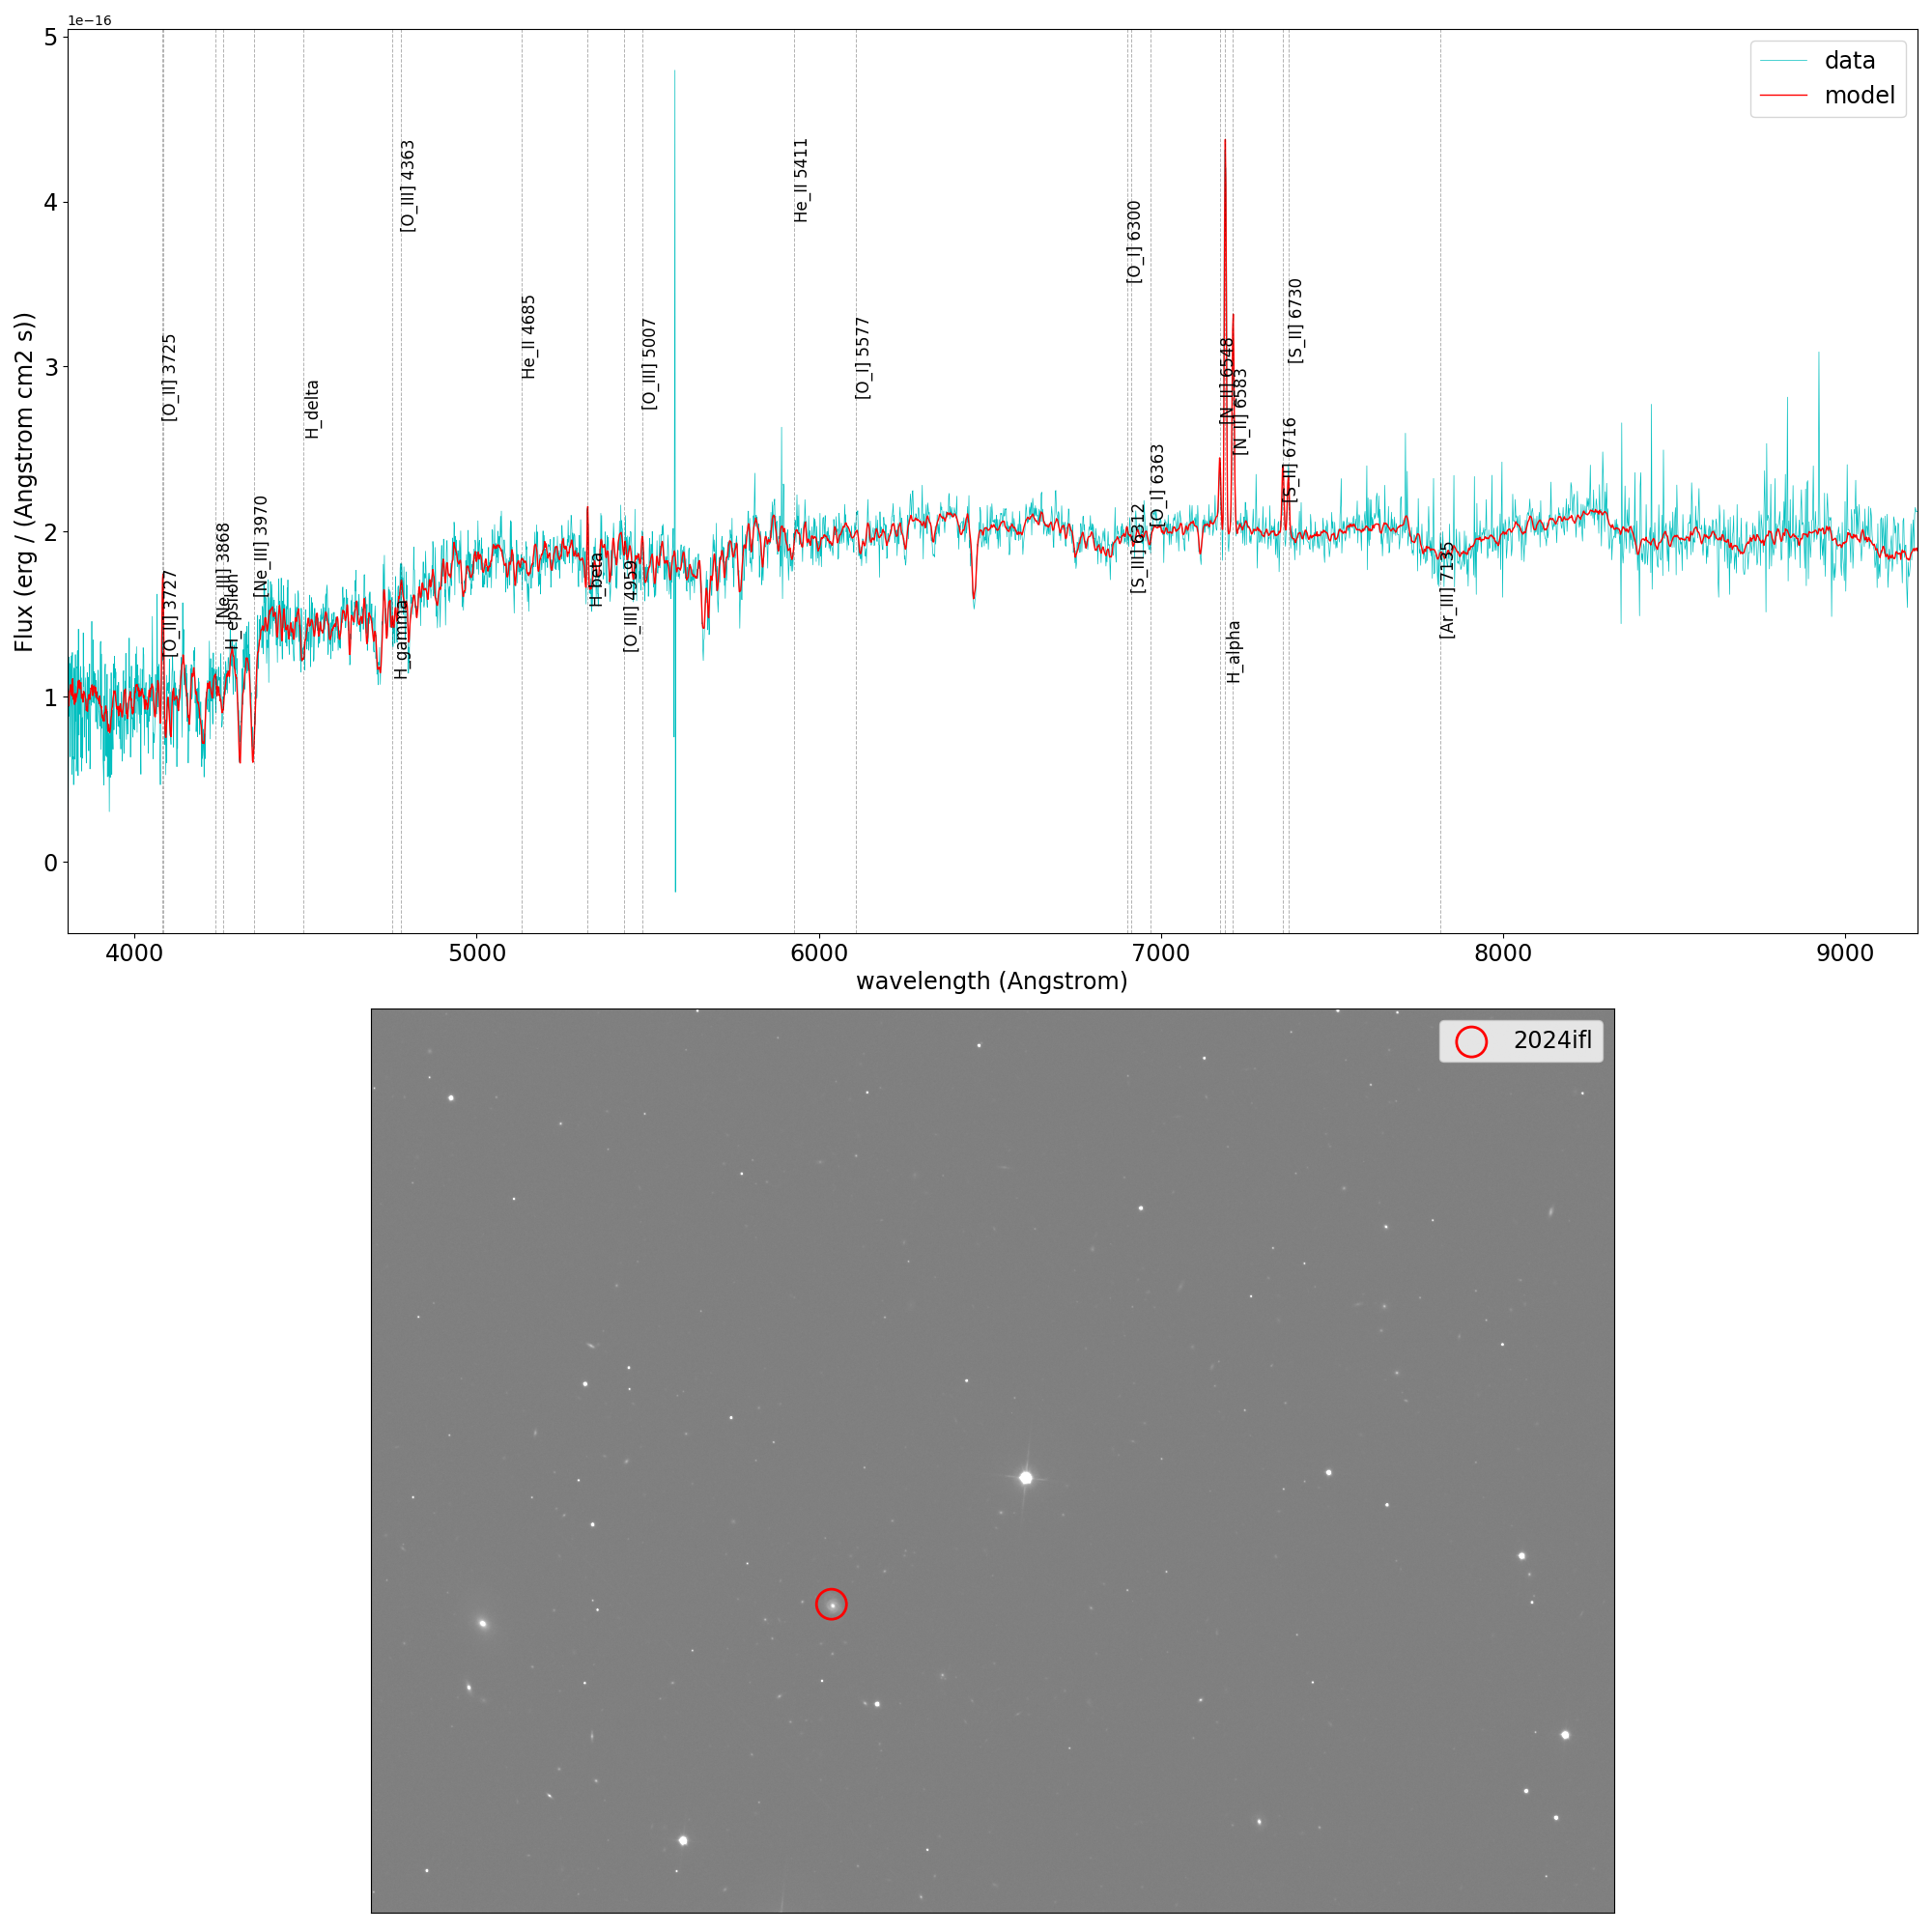 1e−16
data
model
Flux (erg / (Angstrom cm2 s))
5
4
3
2
1
0
[O_II] 3725
[O_II] 3727
[Ne_III] 3868
H_epsilon
[Ne_III] 3970
H_delta
H_gamma
[O_III] 4363
He_II 4685
H_beta
[O_III] 4959
[O_III] 5007
He_II 5411
[O_I] 5577
[O_I] 6300
[S_III] 6312
[O_I] 6363
[N_II] 6548
H_alpha
[N_II] 6583
[S_II] 6716
[S_II] 6730
[Ar_III] 7135
4000 5000 6000 7000 8000 9000
wavelength (Angstrom)
2024ifl